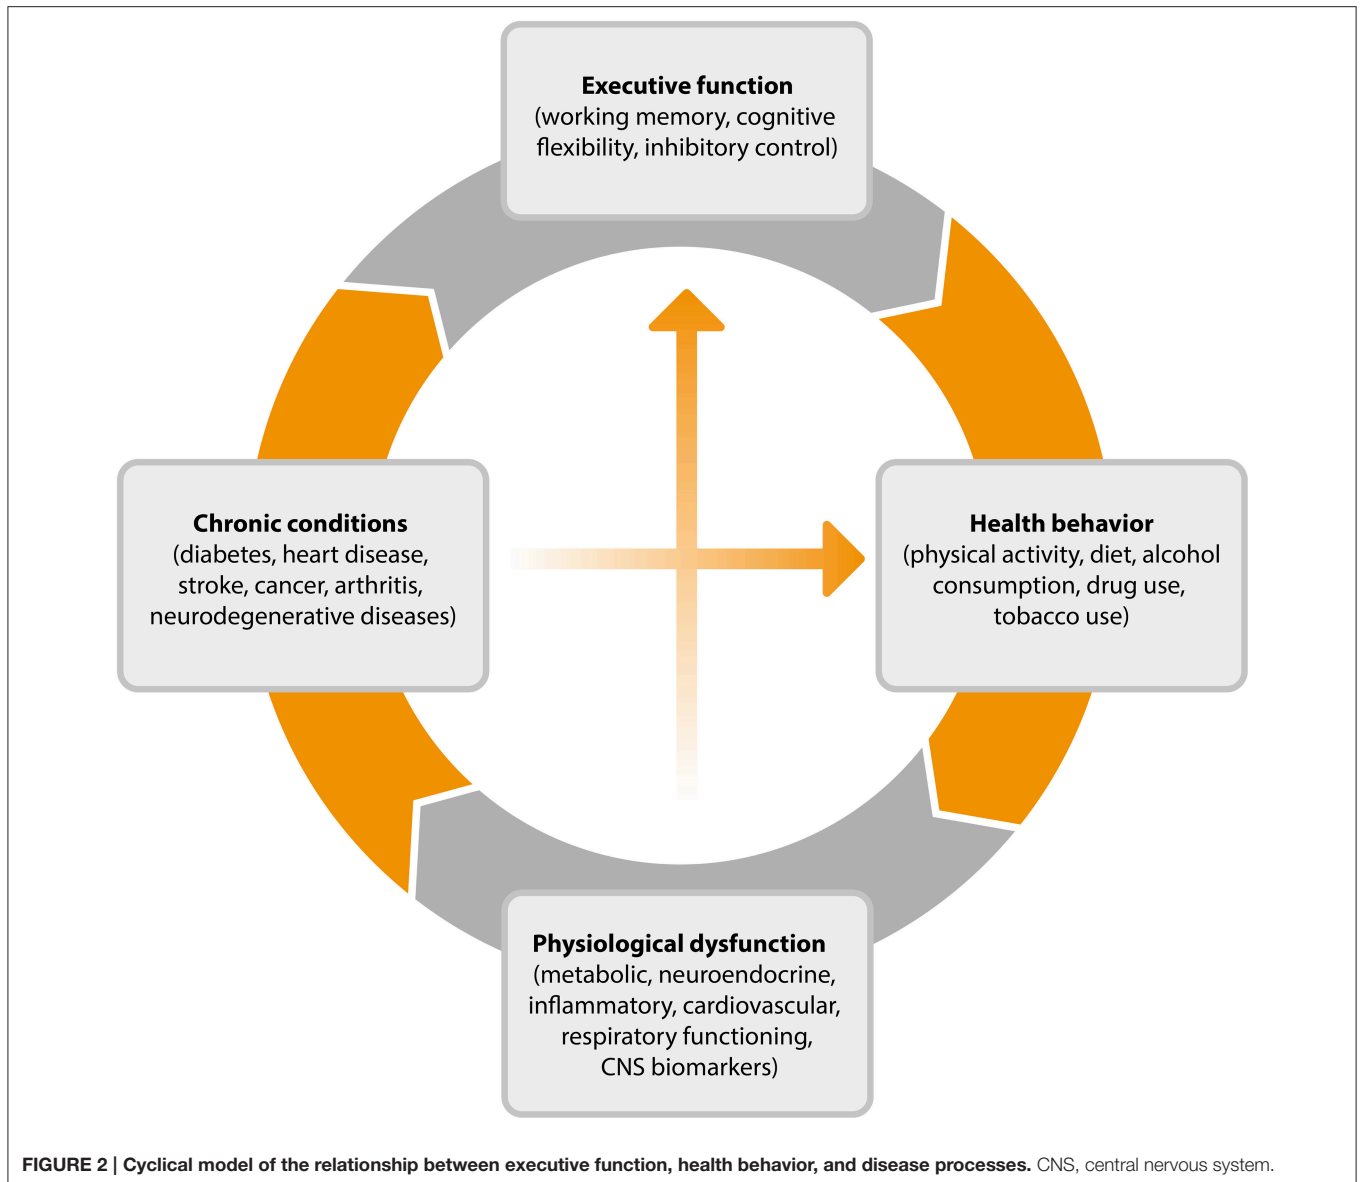 Executive function
(working memory, cognitive
flexibility, inhibitory control)
Chronic conditions
(diabetes, heart disease,
stroke, cancer, arthritis,
neurodegenerative diseases)
Health behavior
(physical activity, diet, alcohol
consumption, drug use,
tobacco use)
Physiological dysfunction
(metabolic, neuroendocrine,
inflammatory, cardiovascular,
respiratory functioning,
CNS biomarkers)
FIGURE 2 | Cyclical model of the relationship between executive function, health behavior, and disease processes. CNS, central nervous system.